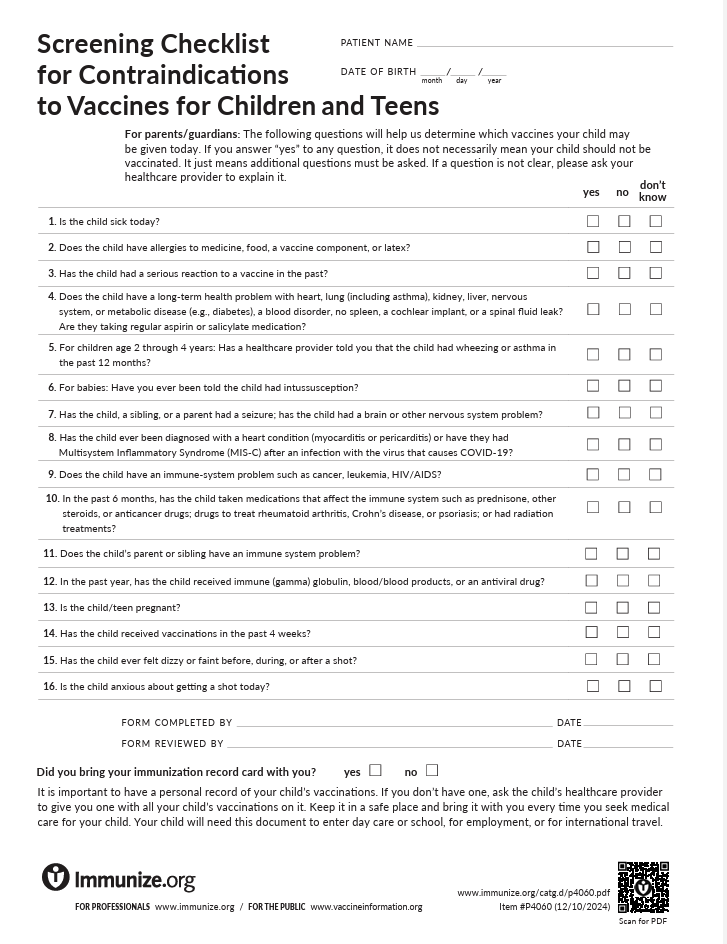 Screening Checklist
for Contraindications
to Vaccines for Children and Teens
PATIENT NAME
DATE OF BIRTH / /
month day year
For parents/guardians: The following questions will help us determine which vaccines your child may
be given today. If you answer “yes” to any question, it does not necessarily mean your child should not be
vaccinated. It just means additional questions must be asked. If a question is not clear, please ask your
healthcare provider to explain it.
yes no don't know
1. Is the child sick today?
2. Does the child have allergies to medicine, food, a vaccine component, or latex?
3. Has the child had a serious reaction to a vaccine in the past?
4. Does the child have a long-term health problem with heart, lung (including asthma), kidney, liver, nervous
system, or metabolic disease (e.g., diabetes), a blood disorder, no spleen, a cochlear implant, or a spinal fluid leak?
Are they taking regular aspirin or salicylate medication?
5. For children age 2 through 4 years: Has a healthcare provider told you that the child had wheezing or asthma in
the past 12 months?
6. For babies: Have you ever been told the child had intussusception?
7. Has the child, a sibling, or a parent had a seizure; has the child had a brain or other nervous system problem?
8. Has the child ever been diagnosed with a heart condition (myocarditis or pericarditis) or have they had
Multisystem Inflammatory Syndrome (MIS-C) after an infection with the virus that causes COVID-19?
9. Does the child have an immune-system problem such as cancer, leukemia, HIV/AIDS?
10. In the past 6 months, has the child taken medications that affect the immune system such as prednisone, other
steroids, or anticancer drugs; drugs to treat rheumatoid arthritis, Crohn's disease, or psoriasis; or had radiation
treatments?
11. Does the child's parent or sibling have an immune system problem?
12. In the past year, has the child received immune (gamma) globulin, blood/blood products, or an antiviral drug?
13. Is the child/teen pregnant?
14. Has the child received vaccinations in the past 4 weeks?
15. Has the child ever felt dizzy or faint before, during, or after a shot?
16. Is the child anxious about getting a shot today?
FORM COMPLETED BY DATE
FORM REVIEWED BY DATE
Did you bring your immunization record card with you? yes no
It is important to have a personal record of your child's vaccinations. If you don't have one, ask the child's healthcare provider
to give you one with all your child's vaccinations on it. Keep it in a safe place and bring it with you every time you seek medical
care for your child. Your child will need this document to enter day care or school, for employment, or for international travel.
Immunize.org
FOR PROFESSIONALS www.immunize.org / FOR THE PUBLIC www.vaccineinformation.org
www.immunize.org/catg.d/p4060.pdf
Item #P4060 (12/10/2024)
Scan for PDF